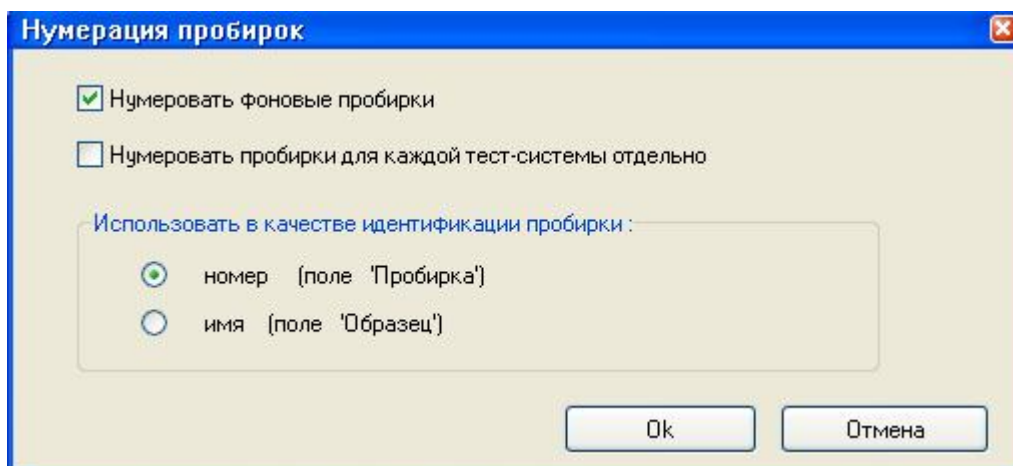 Нумерация пробирок
Нумеровать фоновые пробирки
Нумеровать пробирки для каждой тест-системы отдельно
Использовать в качестве идентификации пробирки :
номер (поле 'Пробирка')
имя (поле 'Образец')
Ok Отмена